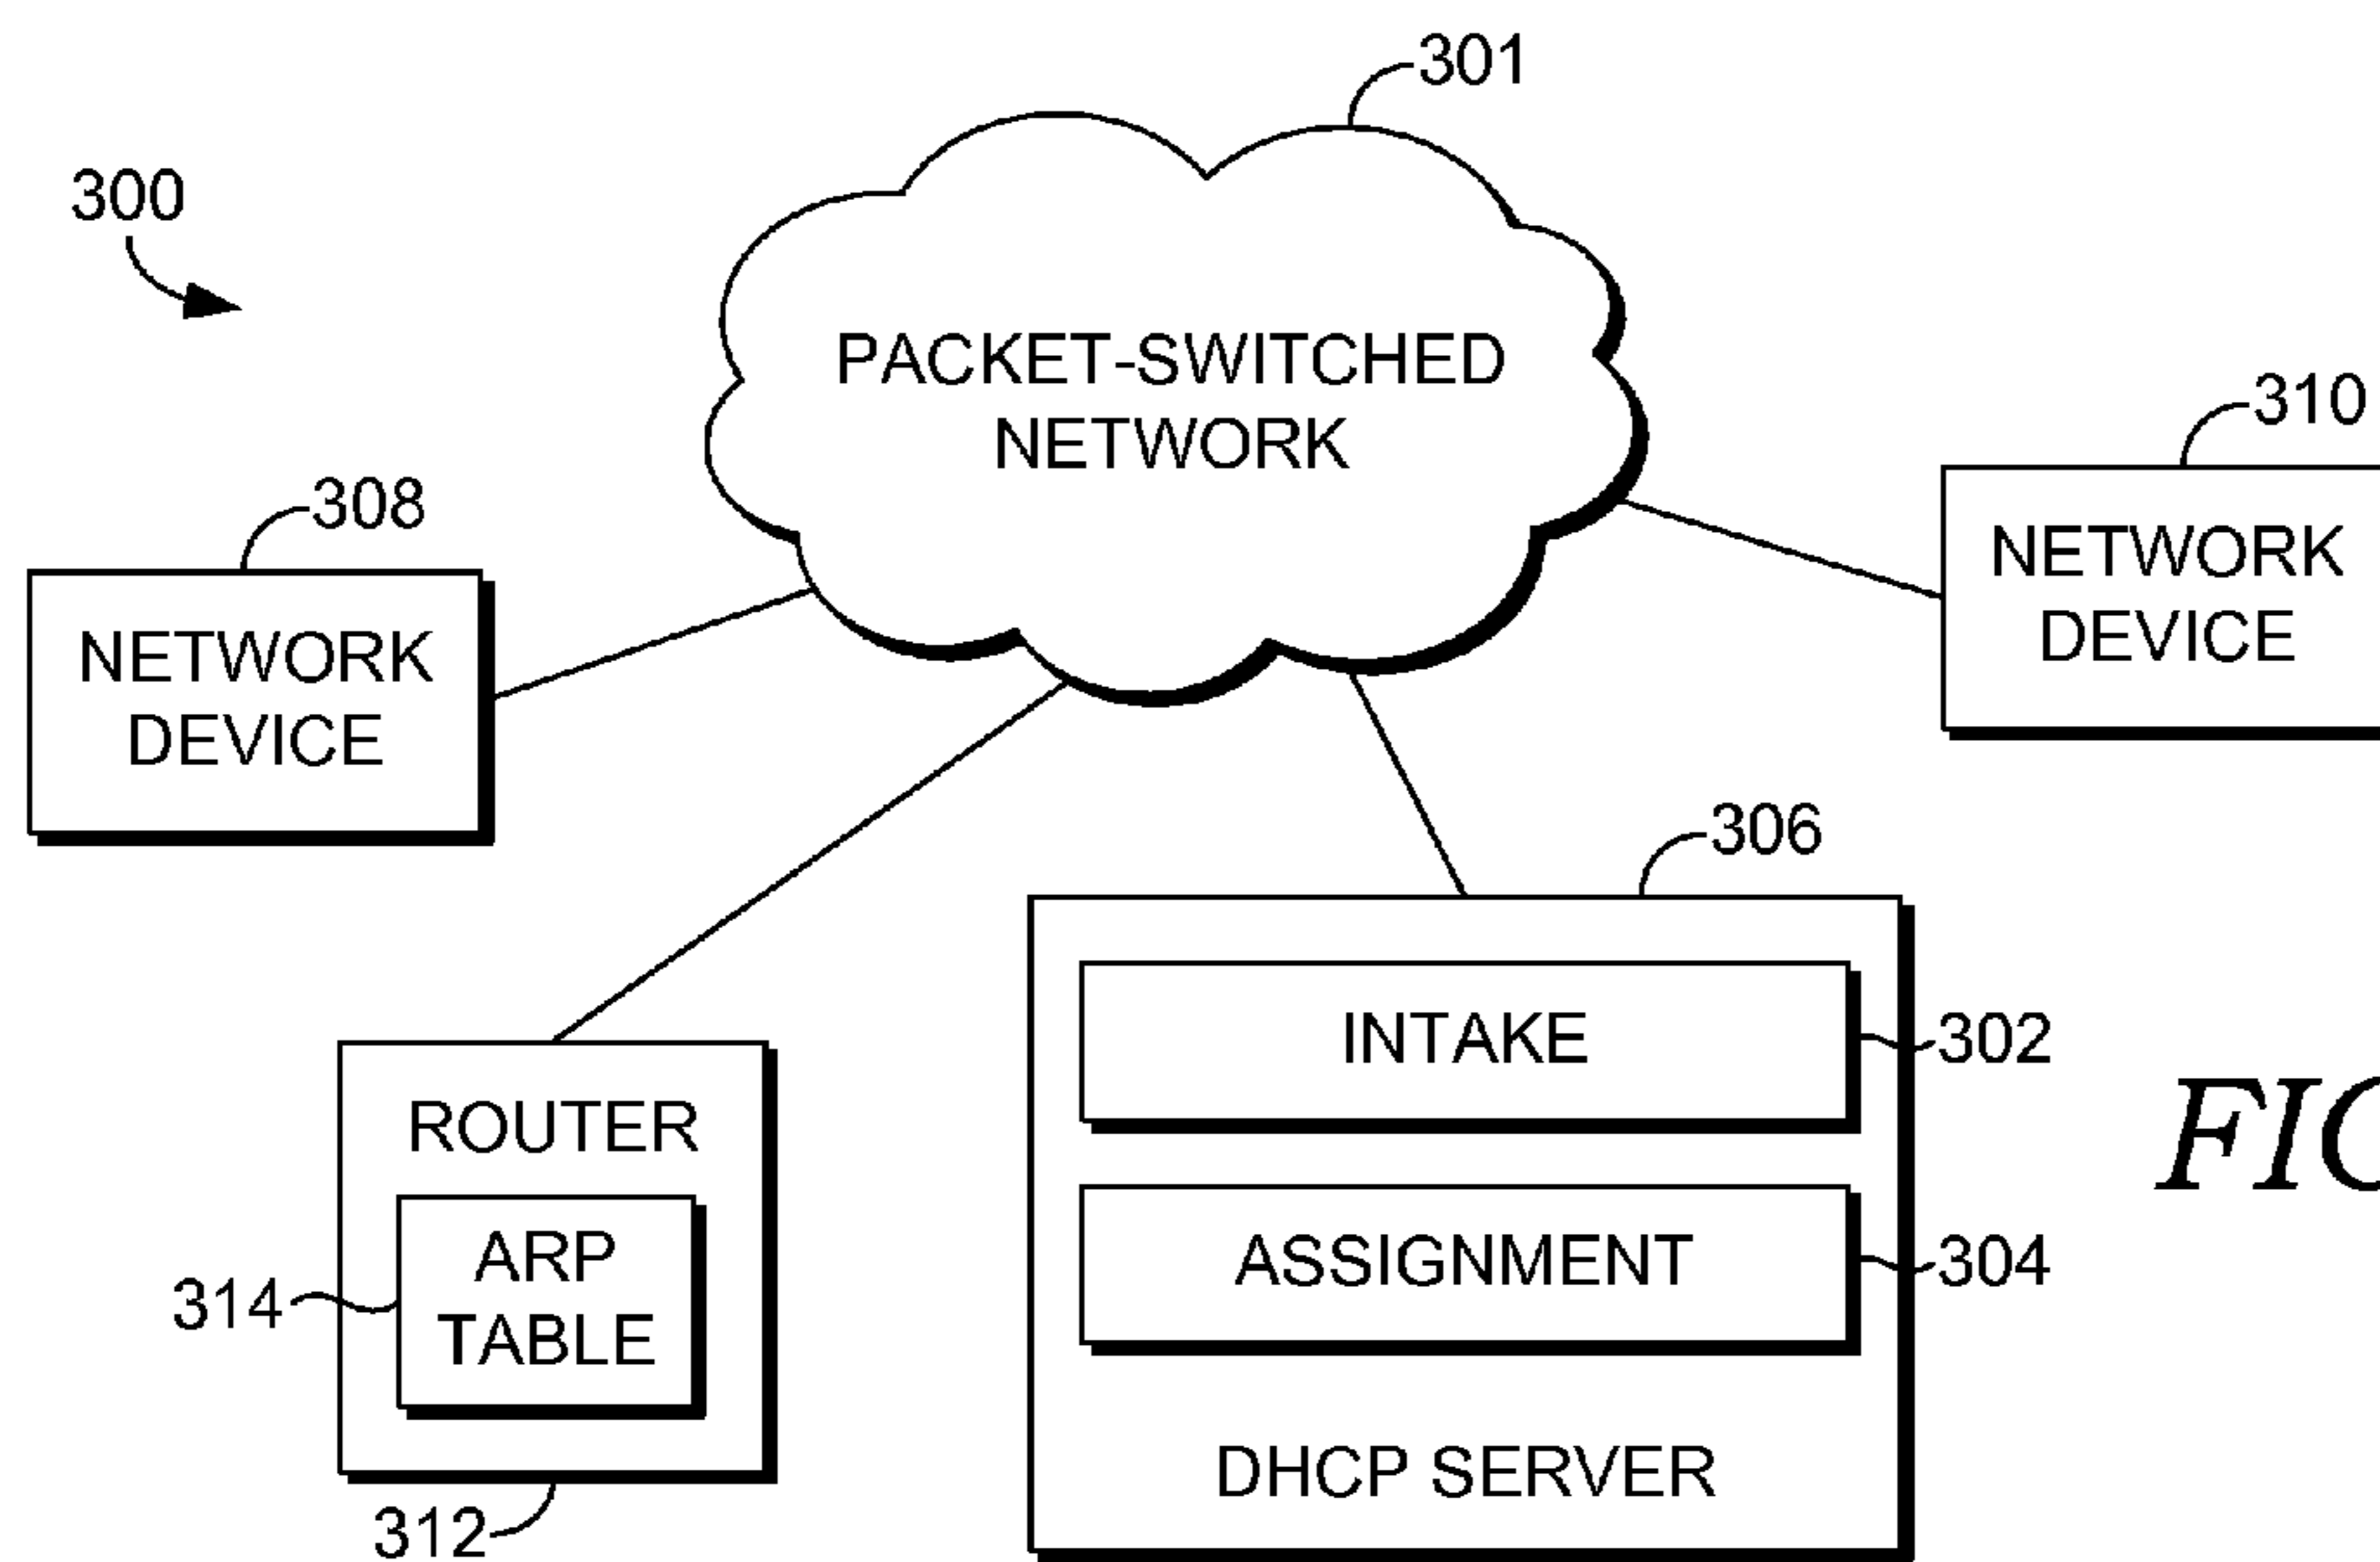 301
300
PACKET-SWITCHED
NETWORK
310
308
NETWORK
DEVICE
NETWORK
DEVICE
306
INTAKE
302
ROUTER
ASSIGNMENT
304
ARP
TABLE
314
DHCP SERVER
312